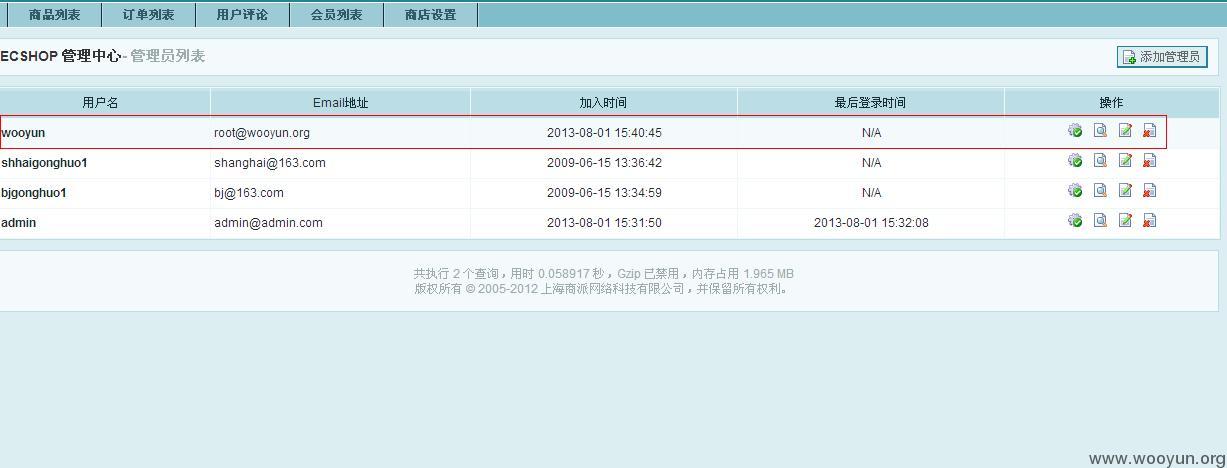 商品列表 订单列表 用户评论 会员列表 商店设置
ECSHOP 管理中心 - 管理员列表 添加管理员
用户名 Email地址 加入时间 最后登录时间 操作
wooyun root@wooyun.org 2013-08-01 15:40:45 N/A
shhaigonghuo1 shanghai@163.com 2009-06-15 13:36:42 N/A
bjgonghuo1 bj@163.com 2009-06-15 13:34:59 N/A
admin admin@admin.com 2013-08-01 15:31:50 2013-08-01 15:32:08
共执行 2 个查询，用时 0.058917 秒，Gzip 已禁用，内存占用 1.965 MB
版权所有 © 2005-2012 上海商派网络科技有限公司，并保留所有权利。
www.wooyun.org